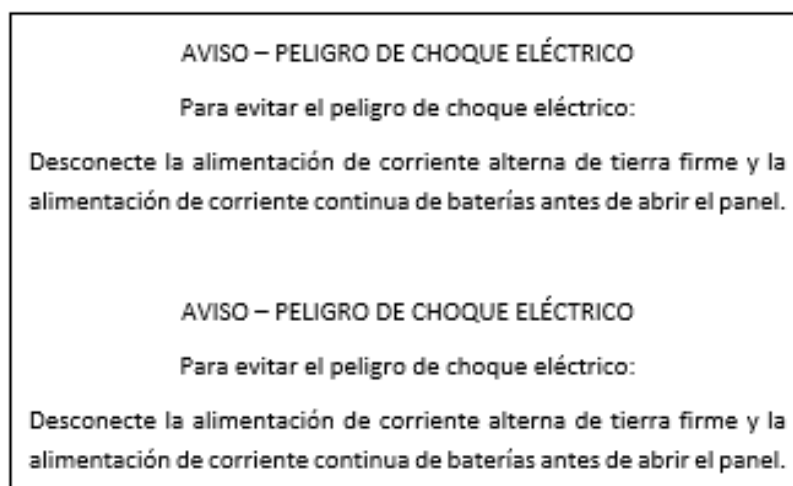 AVISO – PELIGRO DE CHOQUE ELÉCTRICO
Para evitar el peligro de choque eléctrico:
Desconecte la alimentación de corriente alterna de tierra firme y la
alimentación de corriente continua de baterías antes de abrir el panel.
AVISO – PELIGRO DE CHOQUE ELÉCTRICO
Para evitar el peligro de choque eléctrico:
Desconecte la alimentación de corriente alterna de tierra firme y la
alimentación de corriente continua de baterías antes de abrir el panel.